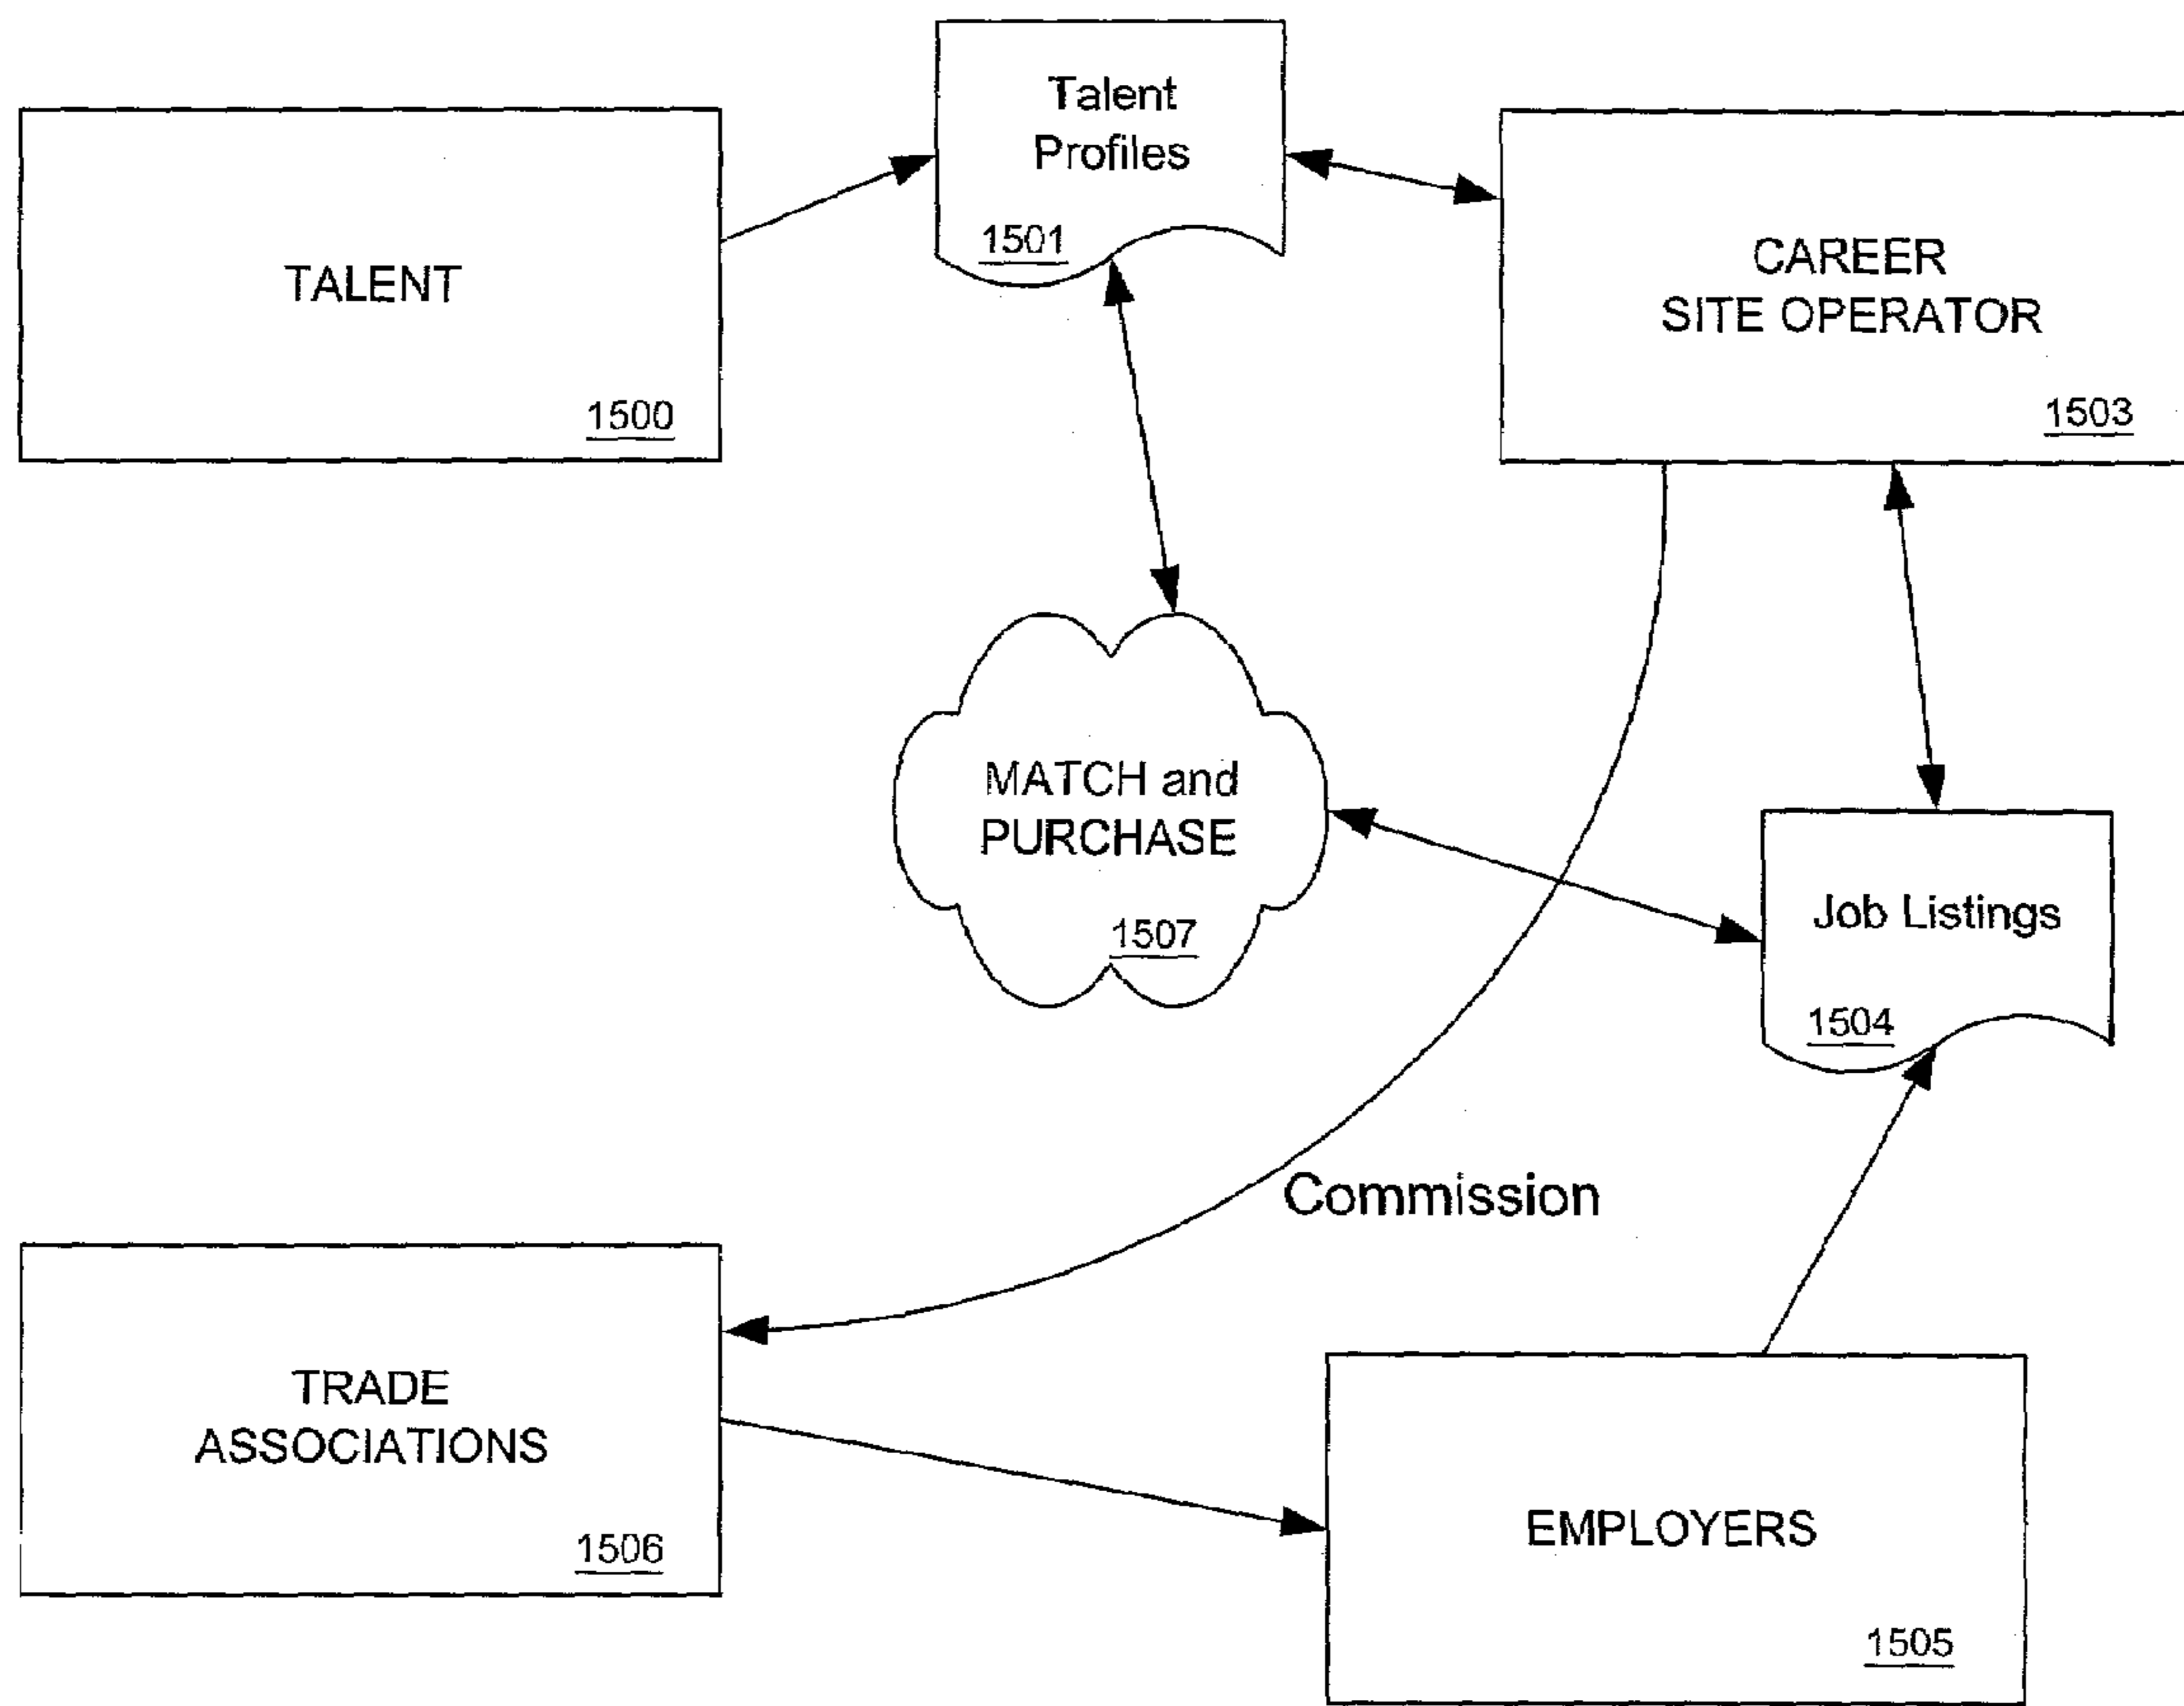 Talent
Profiles
1501
TALENT
1500
CAREER
SITE OPERATOR
1503
MATCH and
PURCHASE
1507
Job Listings
1504
Commission
TRADE
ASSOCIATIONS
1506
EMPLOYERS
1505